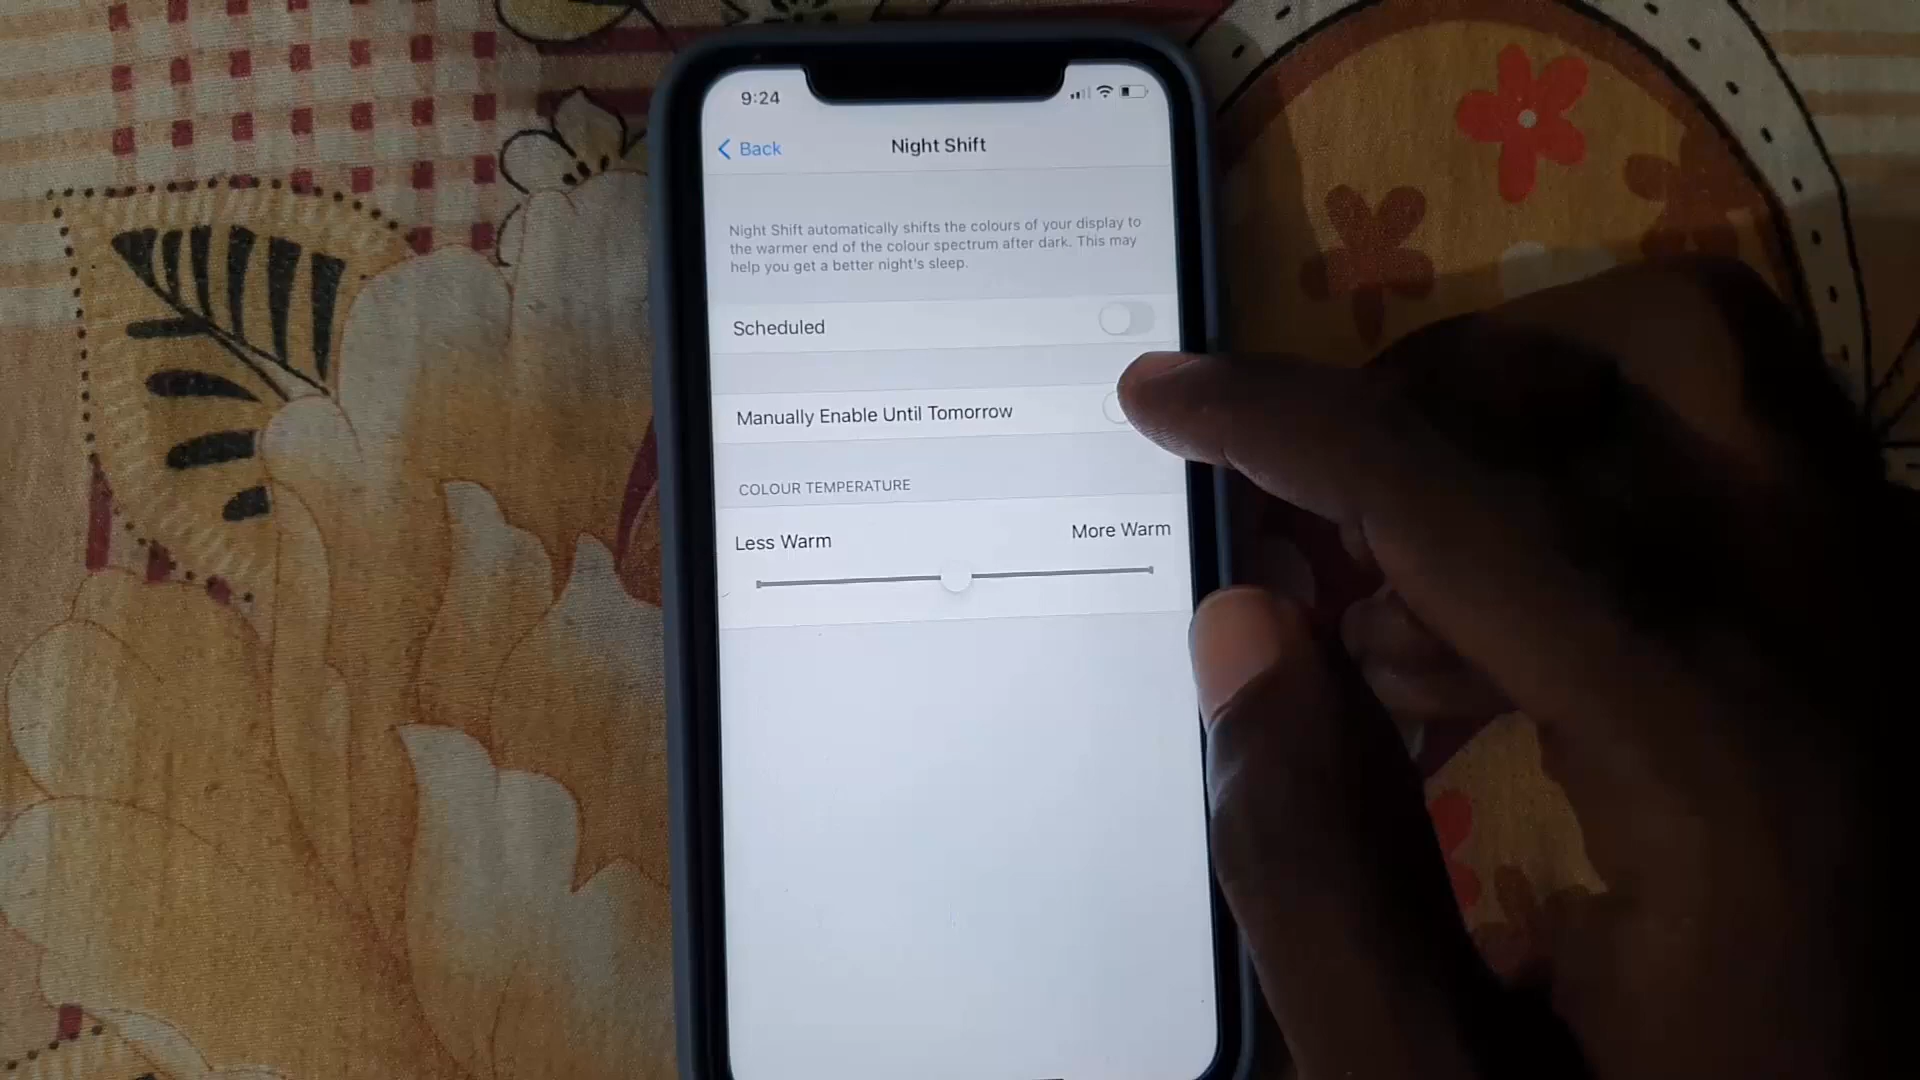 9:24
Back
Night Shift
Night Shift automatically shifts the colours of your display to
the warmer end of the colour spectrum after dark. This may
help you get a better night's sleep.
Scheduled
Manually Enable Until Tomorrow
COLOUR TEMPERATURE
Less Warm
More Warm